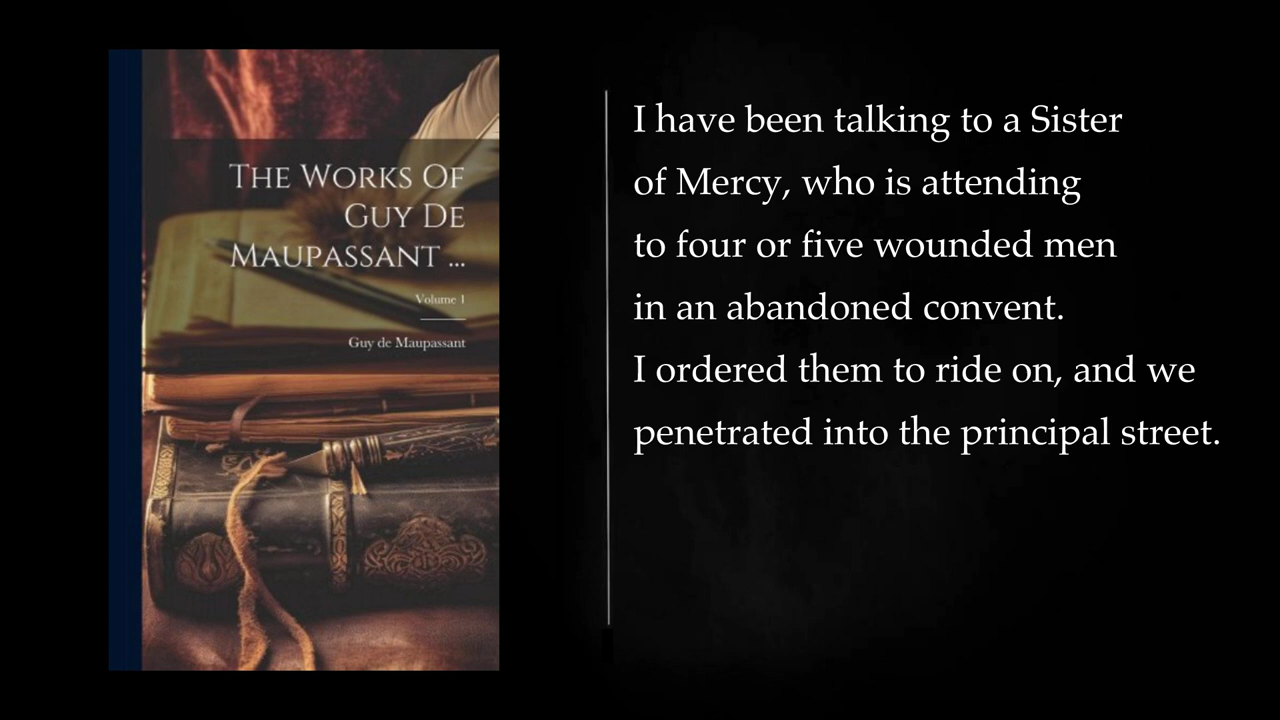 The Works Of
Guy De
Maupassant ...
Volume 1
Guy de Maupassant
I have been talking to a Sister
of Mercy, who is attending
to four or five wounded men
in an abandoned convent.
I ordered them to ride on, and we
penetrated into the principal street.